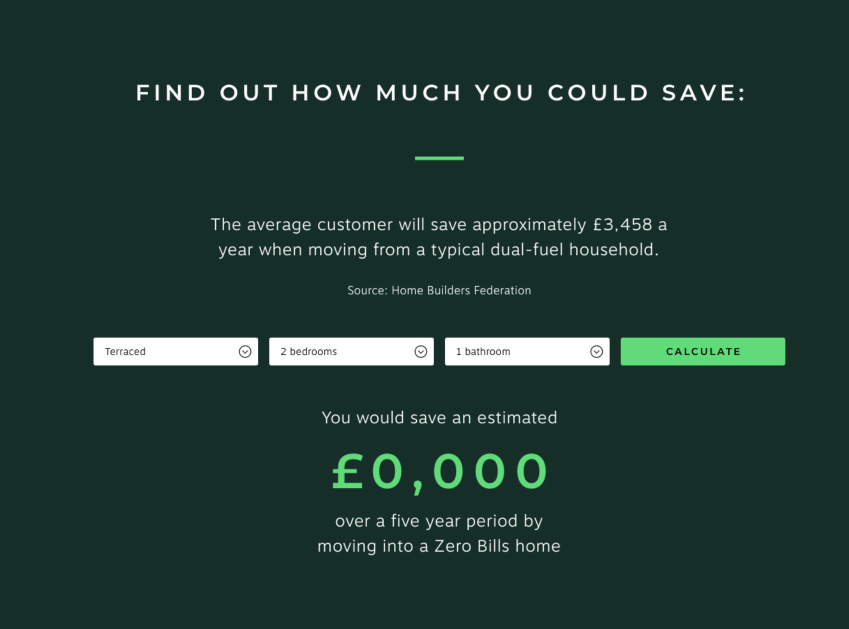 FIND OUT HOW MUCH YOU COULD SAVE:
The average customer will save approximately £3,458 a
year when moving from a typical dual-fuel household.
Source: Home Builders Federation
Terraced
2 bedrooms
1 bathroom
CALCULATE
You would save an estimated
£0,000
over a five year period by
moving into a Zero Bills home